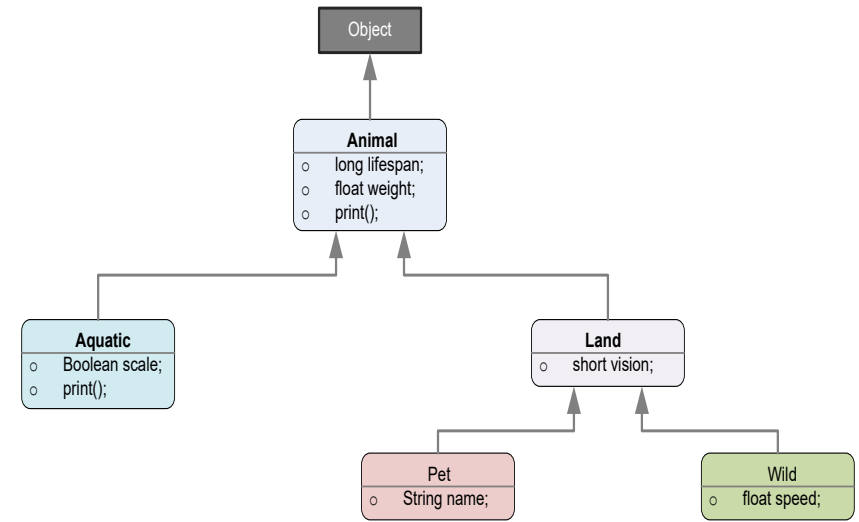 Object
Animal
○ long lifespan;
○ float weight;
○ print();
Aquatic
○ Boolean scale;
○ print();
Land
○ short vision;
Pet
○ String name;
Wild
○ float speed;